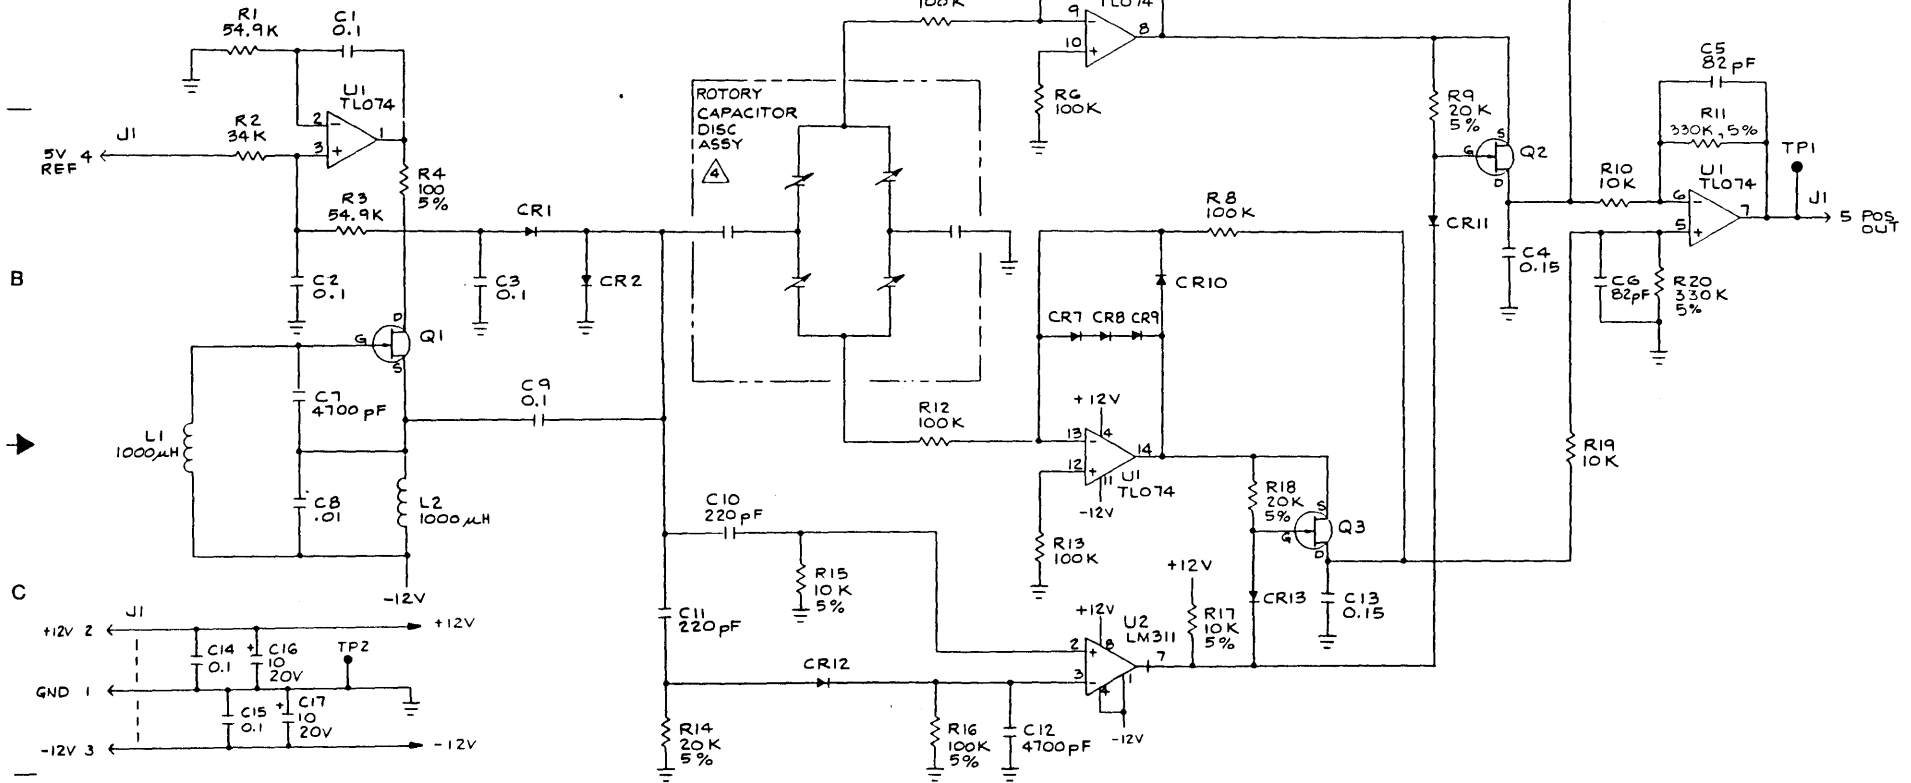 R1
54.9K
C1
0.1
U1
TL074
2
-
1
3
+
J1
5V
REF 4
R2
34K
R3
54.9K
R4
100
5%
CR1
C2
0.1
C3
0.1
CR2
D
G
Q1
S
C7
4700pF
C9
0.1
L1
1000µH
C8
.01
L2
1000µH
-12V
B
C
J1
+12V 2
+12V
C14
0.1
+
C16
10
20V
TP2
GND 1
C15
0.1
+
C17
10
20V
-12V 3
-12V
ROTORY
CAPACITOR
DISC
ASSY
4
100K
9
-
TL074
8
10
+
R6
100K
R8
100K
CR10
CR7 CR8 CR9
R12
100K
+12V
13
-
4
14
12
+
11
U1
TL074
-12V
R13
100K
C10
220pF
R15
10K
5%
C11
220pF
CR12
R14
20K
5%
R16
100K
5%
C12
4700pF
+12V
U2
LM311
2
+
8
7
3
-
4
1
-12V
+12V
R17
10K
5%
R18
20K
5%
S
Q3
G
D
CR13
C13
0.15
R9
20K
5%
S
G
Q2
D
CR11
C4
0.15
C5
82pF
R11
330K, 5%
R10
10K
U1
TL074
6
-
7
5
+
TP1
J1
5 POS
OUT
C6
82pF
R20
330K
5%
R19
10K